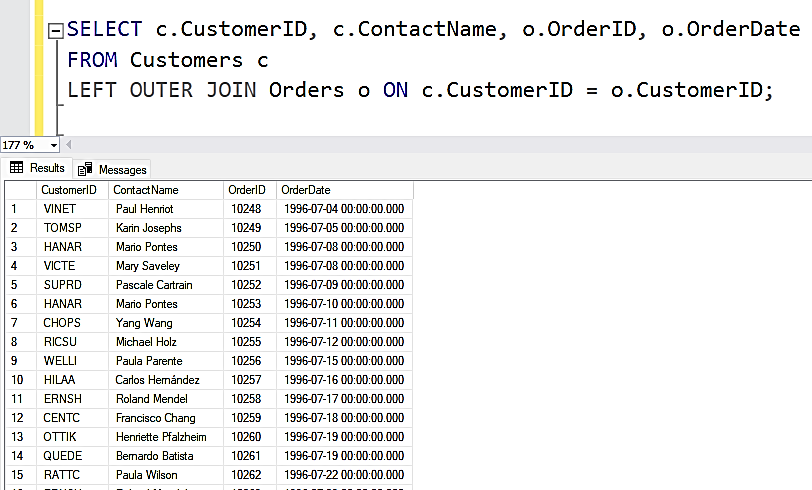 SELECT c.CustomerID, c.ContactName, o.OrderID, o.OrderDate
FROM Customers c
LEFT OUTER JOIN Orders o ON c.CustomerID = o.CustomerID;
177 %
Results Messages
CustomerID ContactName OrderID OrderDate
1 VINET Paul Henriot 10248 1996-07-04 00:00:00.000
2 TOMSP Karin Josephs 10249 1996-07-05 00:00:00.000
3 HANAR Mario Pontes 10250 1996-07-08 00:00:00.000
4 VICTE Mary Saveley 10251 1996-07-08 00:00:00.000
5 SUPRD Pascale Cartrain 10252 1996-07-09 00:00:00.000
6 HANAR Mario Pontes 10253 1996-07-10 00:00:00.000
7 CHOPS Yang Wang 10254 1996-07-11 00:00:00.000
8 RICSU Michael Holz 10255 1996-07-12 00:00:00.000
9 WELLI Paula Parente 10256 1996-07-15 00:00:00.000
10 HILAA Carlos Hernández 10257 1996-07-16 00:00:00.000
11 ERNSH Roland Mendel 10258 1996-07-17 00:00:00.000
12 CENTC Francisco Chang 10259 1996-07-18 00:00:00.000
13 OTTIK Henriette Pfalzheim 10260 1996-07-19 00:00:00.000
14 QUEDE Bernardo Batista 10261 1996-07-19 00:00:00.000
15 RATTC Paula Wilson 10262 1996-07-22 00:00:00.000